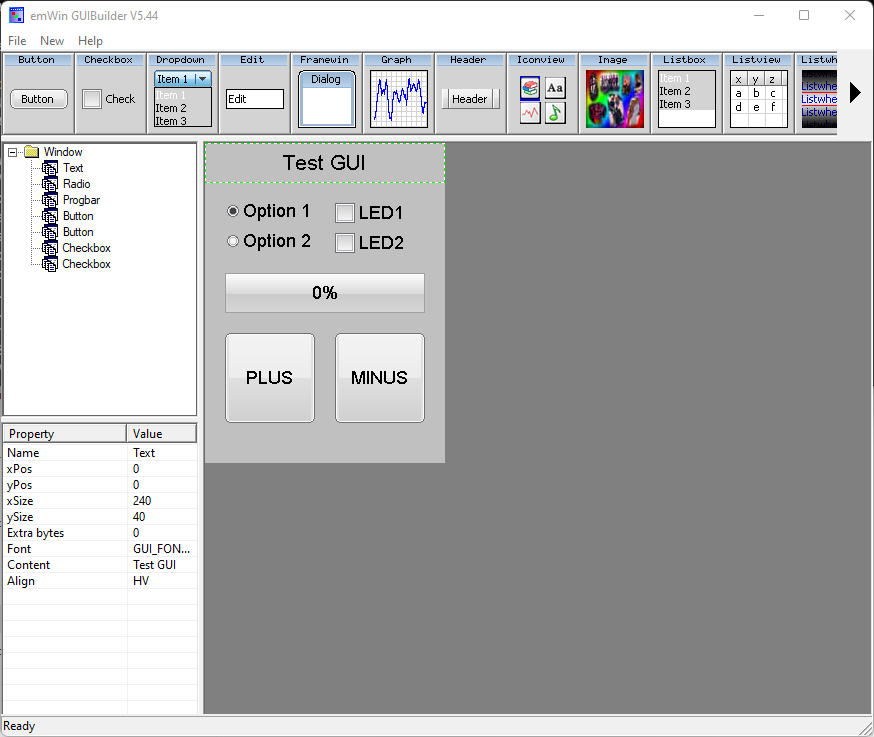 emWin GUIBuilder V5.44
File New Help
Button Checkbox Dropdown Edit Framewin Graph Header Iconview Image Listbox Listview
Button
Check
Item 1
Item 1
Item 2
Item 3
Edit
Dialog
Header
Aa
Item 1
Item 2
Item 3
x y z
a b c
d e f
Window
Text
Radio
Progbar
Button
Button
Checkbox
Checkbox
Test GUI
Option 1 LED1
Option 2 LED2
0%
PLUS MINUS
Property Value
Name Text
xPos 0
yPos 0
xSize 240
ySize 40
Extra bytes 0
Font GUI_FON...
Content Test GUI
Align HV
Ready